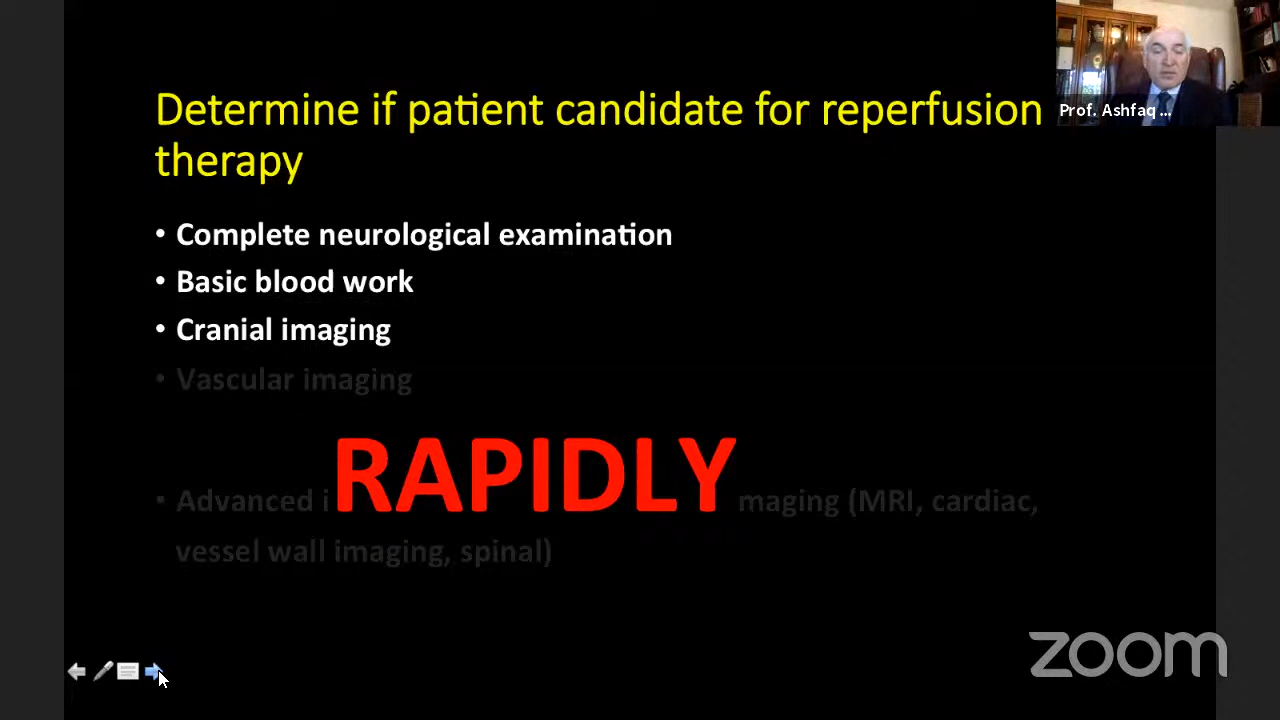 Determine if patient candidate for reperfusion
therapy
Prof. Ashfaq ...
• Complete neurological examination
• Basic blood work
• Cranial imaging
• Vascular imaging
• Advanced i RAPIDLY maging (MRI, cardiac,
vessel wall imaging, spinal)
zoom